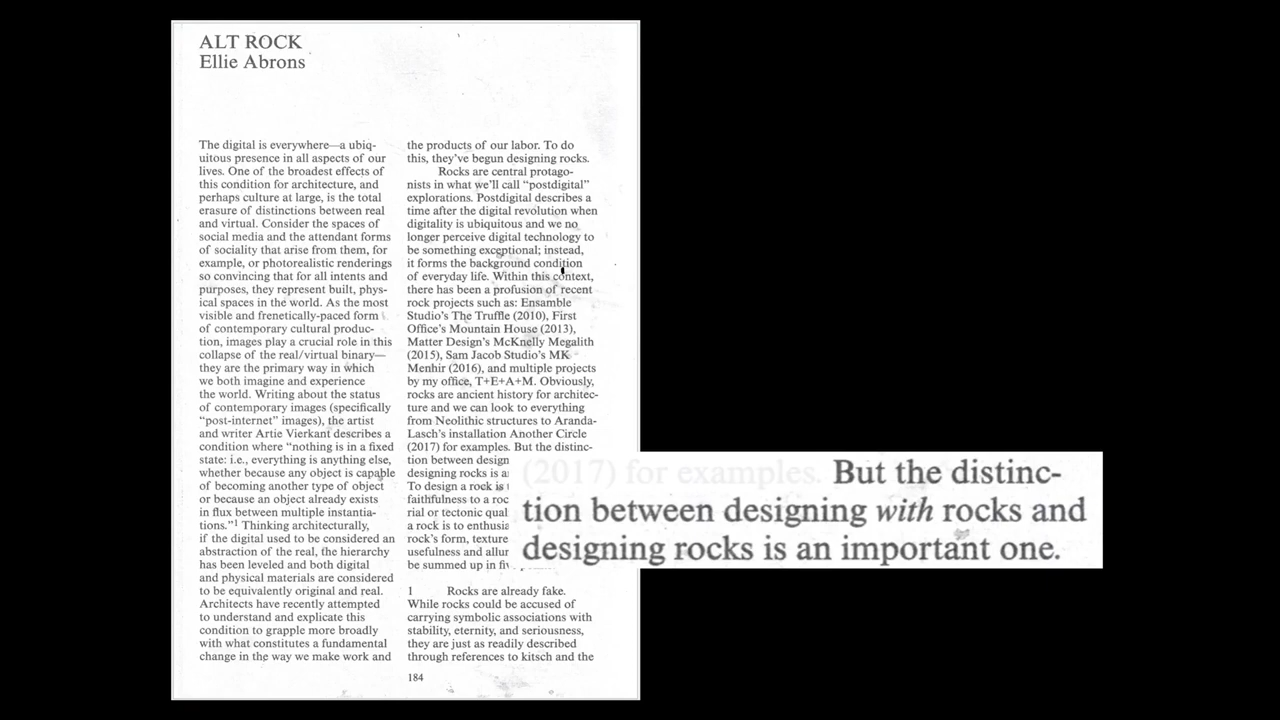 ALT ROCK
Ellie Abrons
The digital is everywhere—a ubiq-
uitous presence in all aspects of our
lives. One of the broadest effects of
this condition for architecture, and
perhaps culture at large, is the total
erasure of distinctions between real
and virtual. Consider the spaces of
social media and the attendant forms
of sociality that arise from them, for
example, or photorealistic renderings
so convincing that for all intents and
purposes, they represent built, phys-
ical spaces in the world. As the most
visible and frenetically-paced form
of contemporary cultural produc-
tion, images play a crucial role in this
collapse of the real/virtual binary—
they are the primary way in which
we both imagine and experience
the world. Writing about the status
of contemporary images (specifically
“post-internet” images), the artist
and writer Artie Vierkant describes a
condition where “nothing is in a fixed
state: i.e., everything is anything else,
whether because any object is capable
of becoming another type of object
or because an object already exists
in flux between multiple instantia-
tions.”1 Thinking architecturally,
if the digital used to be considered an
abstraction of the real, the hierarchy
has been leveled and both digital
and physical materials are considered
to be equivalently original and real.
Architects have recently attempted
to understand and explicate this
condition to grapple more broadly
with what constitutes a fundamental
change in the way we make work and
the products of our labor. To do
this, they’ve begun designing rocks.
Rocks are central protago-
nists in what we’ll call “postdigital”
explorations. Postdigital describes a
time after the digital revolution when
digitality is ubiquitous and we no
longer perceive digital technology to
be something exceptional; instead,
it forms the background condition
of everyday life. Within this context,
there has been a profusion of recent
rock projects such as: Ensamble
Studio’s The Truffle (2010), First
Office’s Mountain House (2013),
Matter Design’s McKnelly Megalith
(2015), Sam Jacob Studio’s MK
Menhir (2016), and multiple projects
by my office, T+E+A+M. Obviously,
rocks are ancient history for architec-
ture and we can look to everything
from Neolithic structures to Aranda-
Lasch’s installation Another Circle
(2017) for examples. But the distinc-
tion between design
designing rocks is a
To design a rock is
faithfulness to a roc
rial or tectonic qual
a rock is to enthusia
rock’s form, texture
usefulness and allur
be summed up in fiv
1 Rocks are already fake.
While rocks could be accused of
carrying symbolic associations with
stability, eternity, and seriousness,
they are just as readily described
through references to kitsch and the
184
(2017) for examples. But the distinc-
tion between designing with rocks and
designing rocks is an important one.